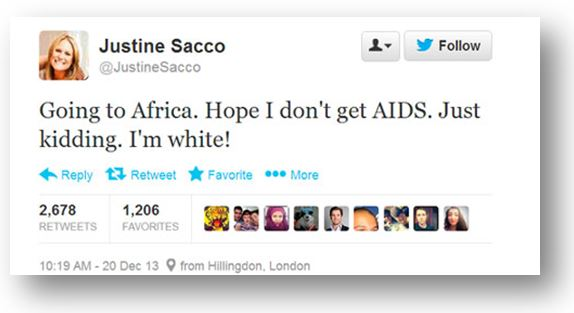 Justine Sacco
@JustineSacco
Follow
Going to Africa. Hope I don't get AIDS. Just
kidding. I'm white!
Reply Retweet Favorite More
2,678 1,206
RETWEETS FAVORITES
10:19 AM - 20 Dec 13 from Hillingdon, London